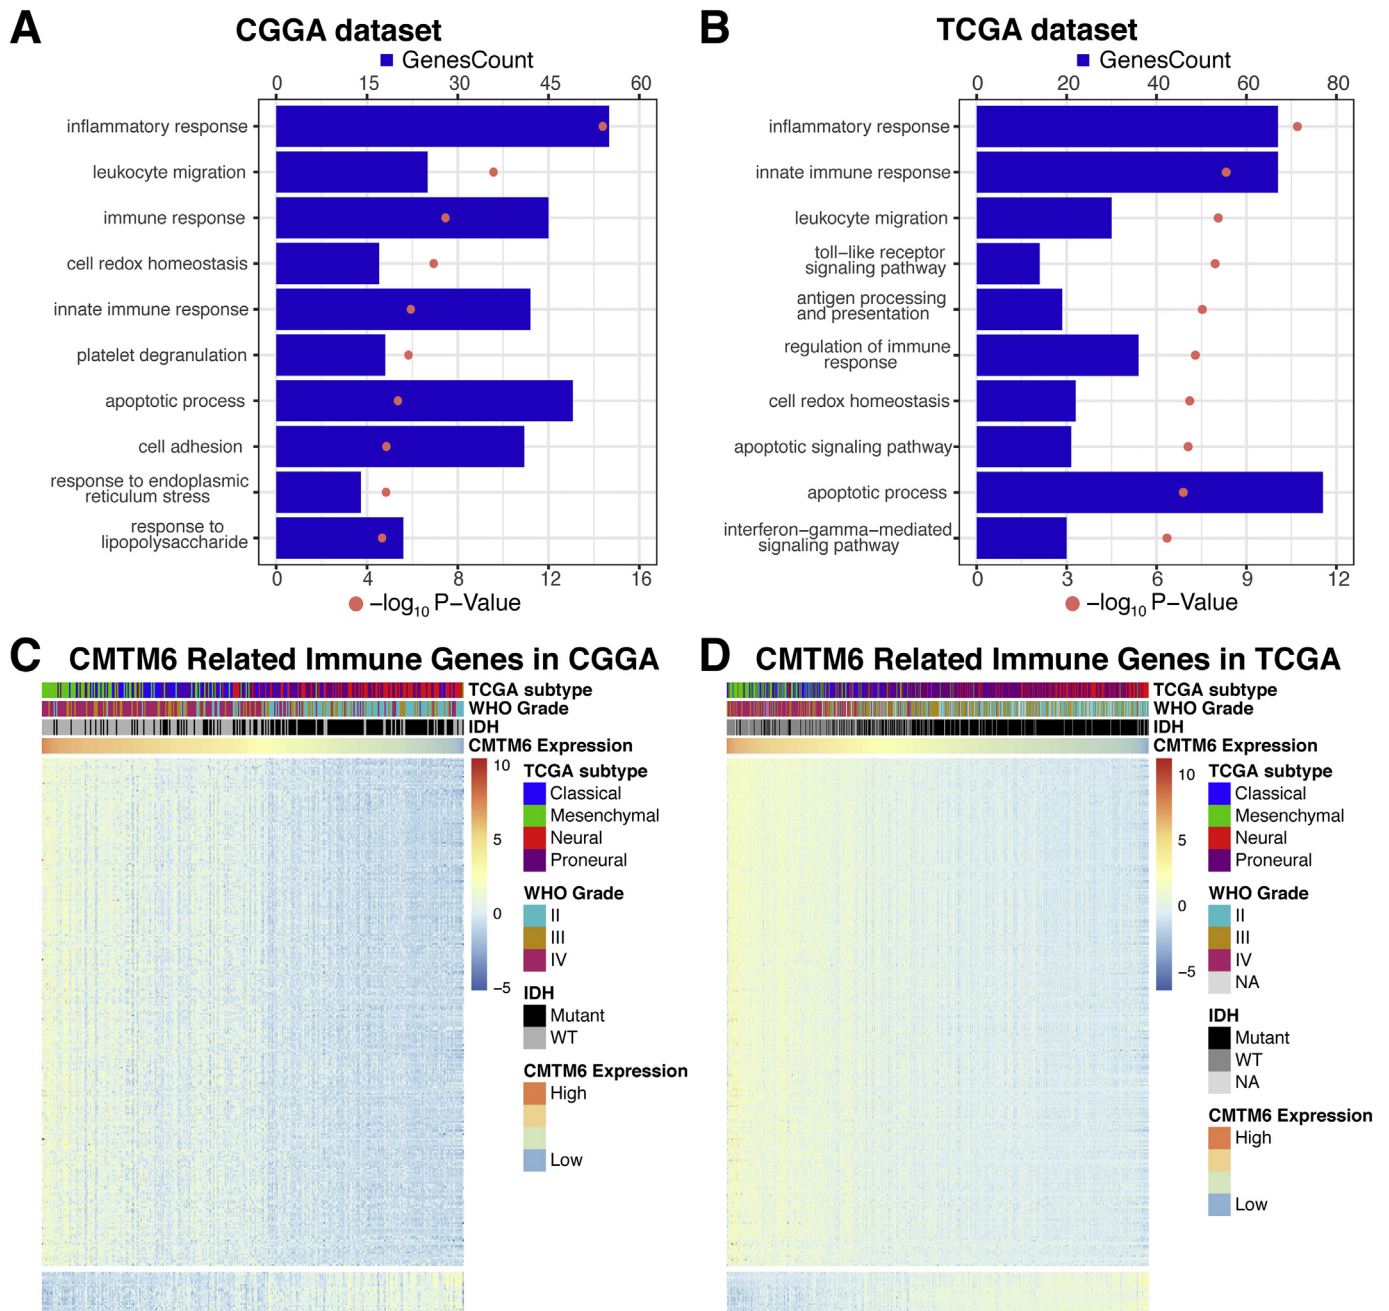 A
CGGA dataset
GenesCount
0 15 30 45 60
inflammatory response
leukocyte migration
immune response
cell redox homeostasis
innate immune response
platelet degranulation
apoptotic process
cell adhesion
response to endoplasmic
reticulum stress
response to
lipopolysaccharide
0 4 8 12 16
−log10 P−Value
B
TCGA dataset
GenesCount
0 20 40 60 80
inflammatory response
innate immune response
leukocyte migration
toll−like receptor
signaling pathway
antigen processing
and presentation
regulation of immune
response
cell redox homeostasis
apoptotic signaling pathway
apoptotic process
interferon−gamma−mediated
signaling pathway
0 3 6 9 12
−log10 P−Value
C
CMTM6 Related Immune Genes in CGGA
TCGA subtype
WHO Grade
IDH
CMTM6 Expression
10
5
0
−5
TCGA subtype
Classical
Mesenchymal
Neural
Proneural
WHO Grade
II
III
IV
IDH
Mutant
WT
CMTM6 Expression
High
Low
D
CMTM6 Related Immune Genes in TCGA
TCGA subtype
WHO Grade
IDH
CMTM6 Expression
10
5
0
−5
TCGA subtype
Classical
Mesenchymal
Neural
Proneural
WHO Grade
II
III
IV
NA
IDH
Mutant
WT
NA
CMTM6 Expression
High
Low